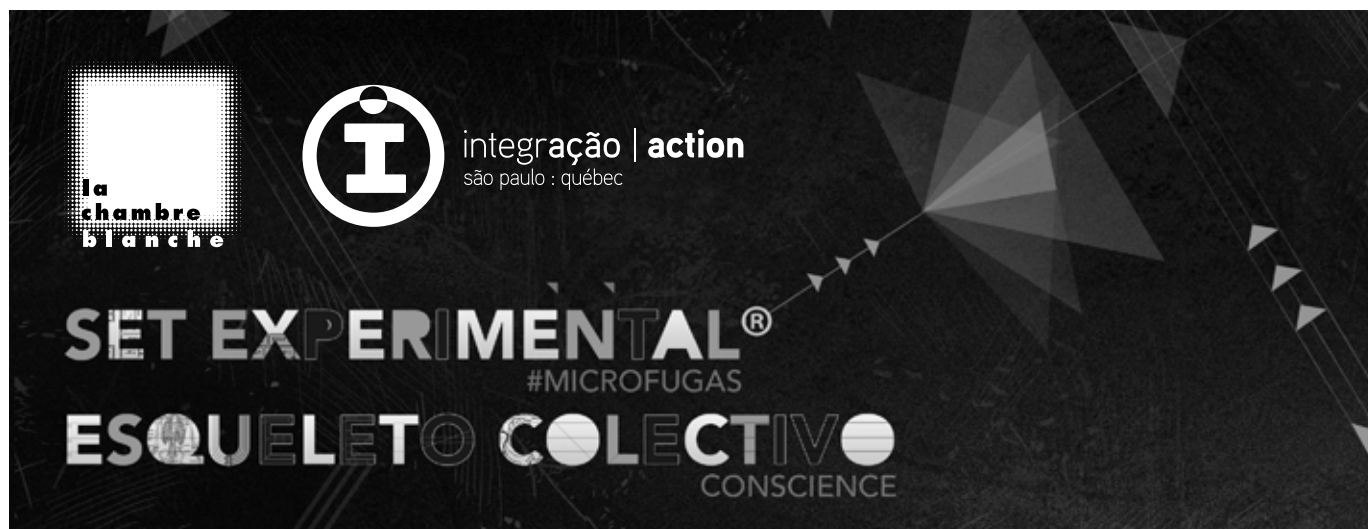 la
chambre
blanche
integração | action
são paulo : québec
SET EXPERIMENTAL®
#MICROFUGAS
ESQUELETO COLECTIVO
CONSCIENCE